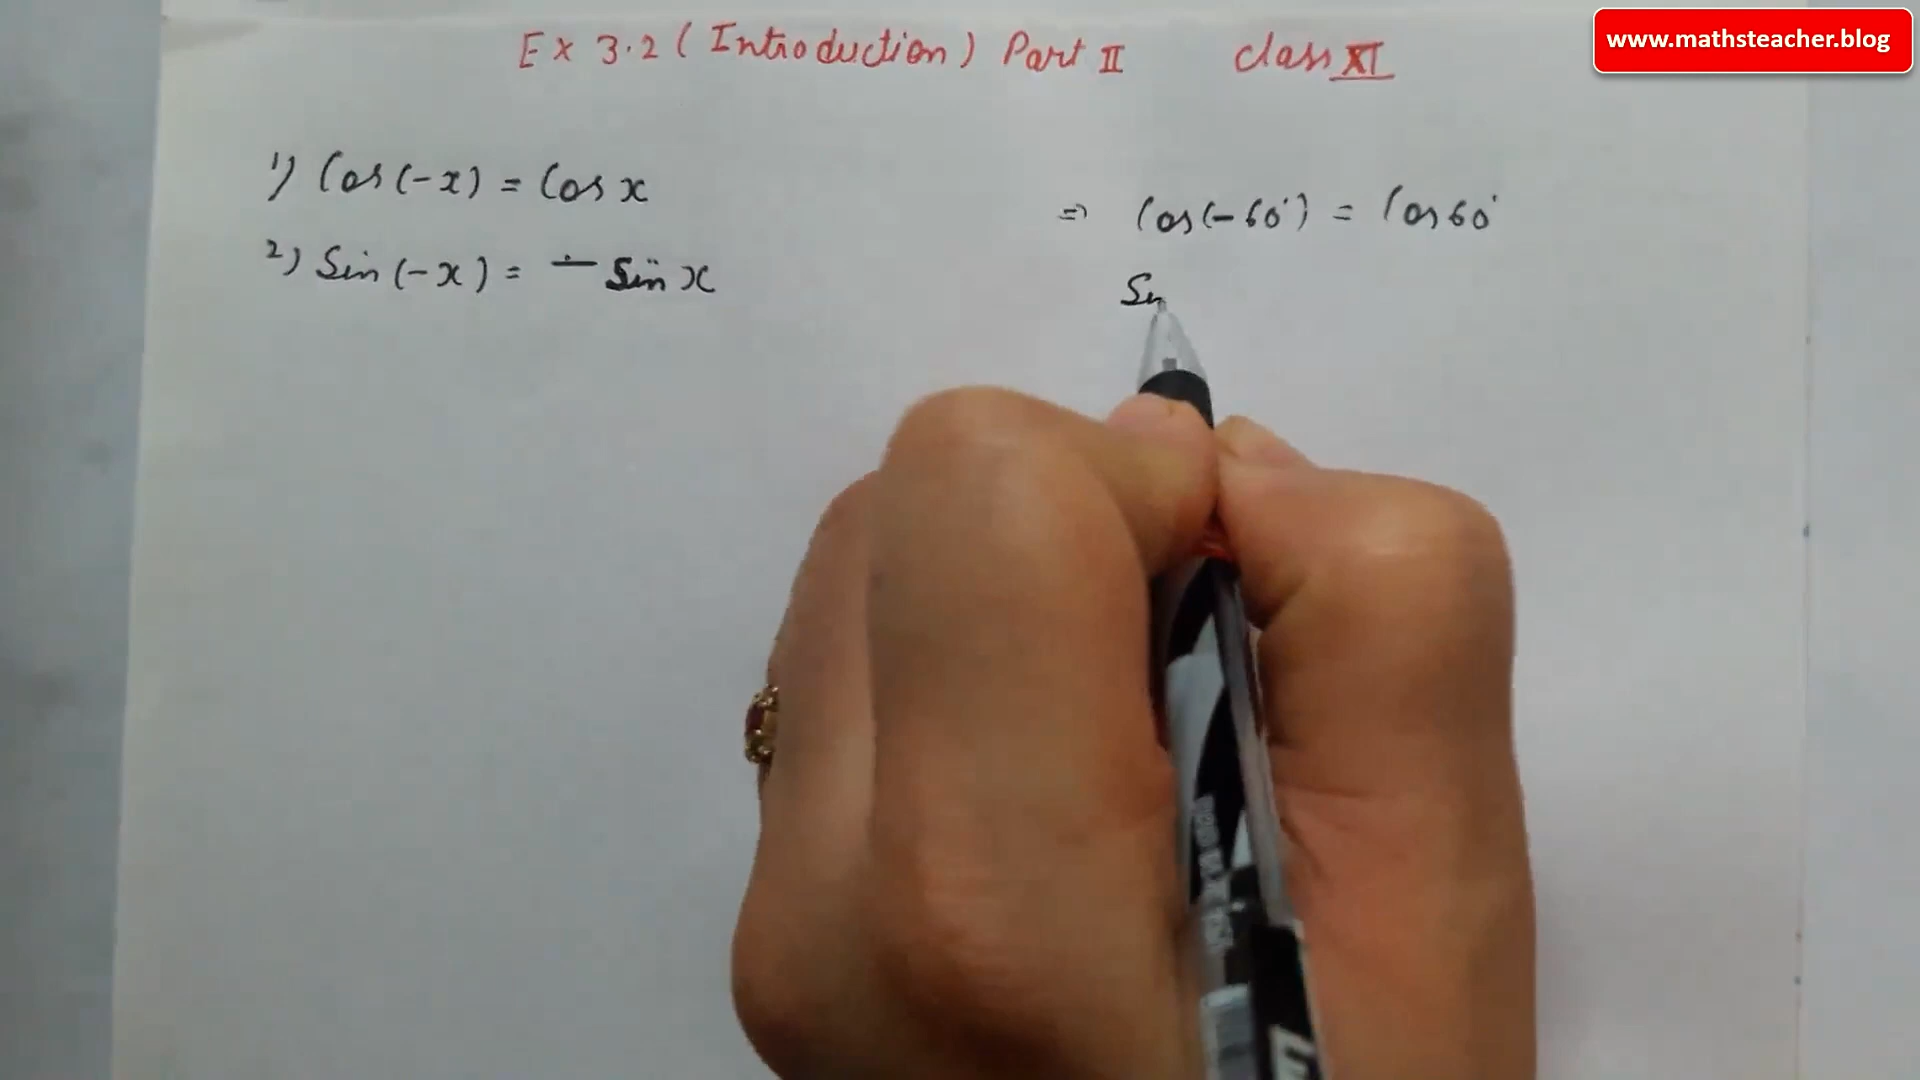 www.mathsteacher.blog
Ex 3.2 (Introduction) Part II Class XI
1) Cos(-x) = Cos x
⇒ Cos(-60°) = Cos 60°
2) Sin(-x) = - Sin x